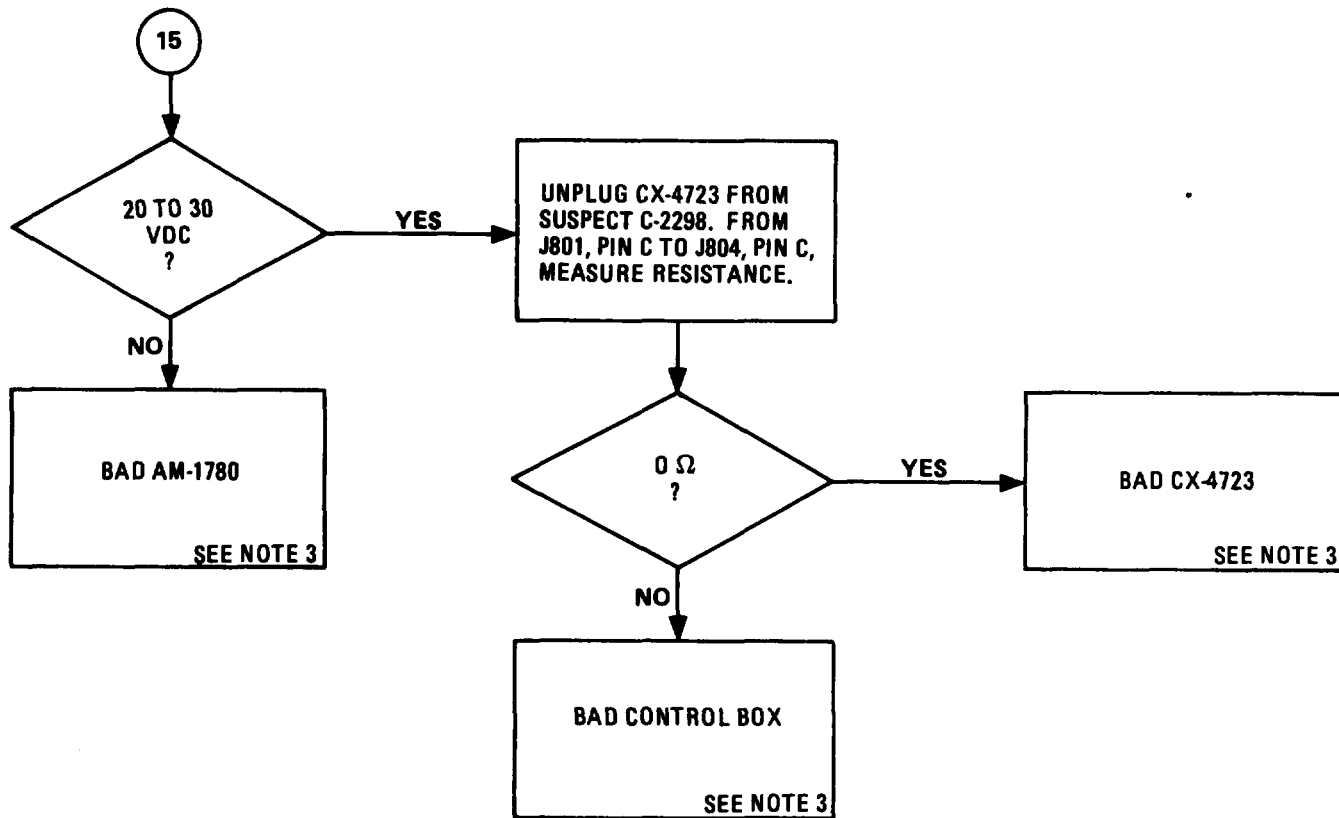 15
20 TO 30
VDC
?
YES
UNPLUG CX-4723 FROM
SUSPECT C-2298. FROM
J801, PIN C TO J804, PIN C,
MEASURE RESISTANCE.
NO
BAD AM-1780
SEE NOTE 3
0 Ω
?
YES
BAD CX-4723
SEE NOTE 3
NO
BAD CONTROL BOX
SEE NOTE 3